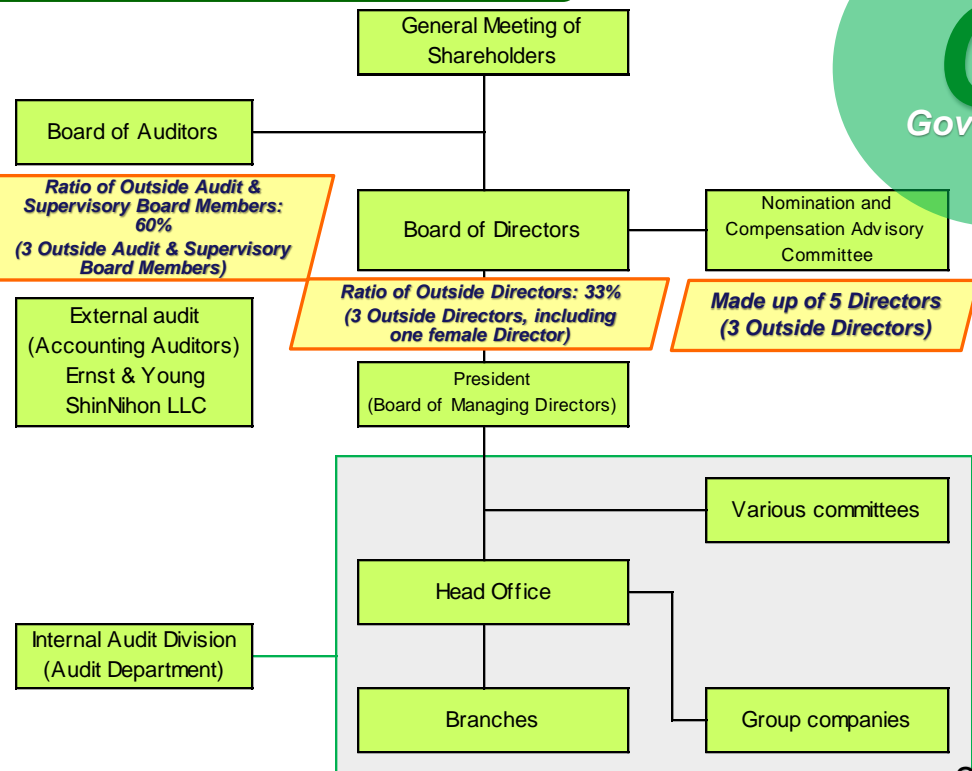 General Meeting of
Shareholders
Board of Auditors
Ratio of Outside Audit &
Supervisory Board Members:
60%
(3 Outside Audit & Supervisory
Board Members)
Board of Directors
Nomination and
Compensation Advisory
Committee
Ratio of Outside Directors: 33%
(3 Outside Directors, including
one female Director)
Made up of 5 Directors
(3 Outside Directors)
External audit
(Accounting Auditors)
Ernst & Young
ShinNihon LLC
President
(Board of Managing Directors)
Various committees
Head Office
Internal Audit Division
(Audit Department)
Branches
Group companies